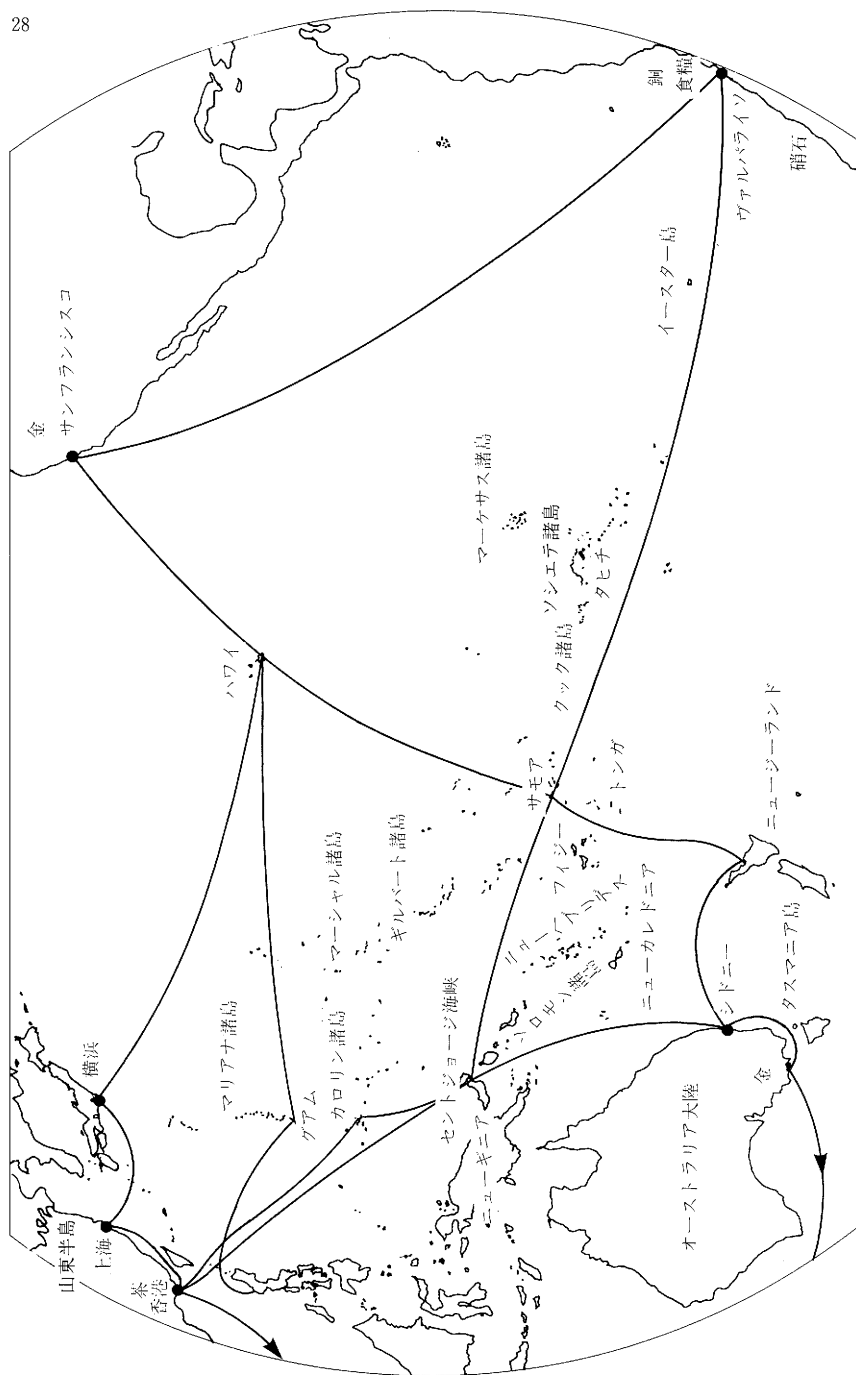 28
金
サンフランシスコ
銅
食糧
ヴァルパライソ
硝石
イースター島
マーケサス諸島
ソシエテ諸島
タヒチ
クック諸島
ハワイ
サモア
トンガ
フィジー
ニューヘブリデス
ニューカレドニア
ソロモン諸島
ニュージーランド
マーシャル諸島
ギルバート諸島
マリアナ諸島
グアム
カロリン諸島
セントジョージ海峡
ニューギニア
横浜
山東半島
上海
茶
香港
オーストラリア大陸
シドニー
金
タスマニア島